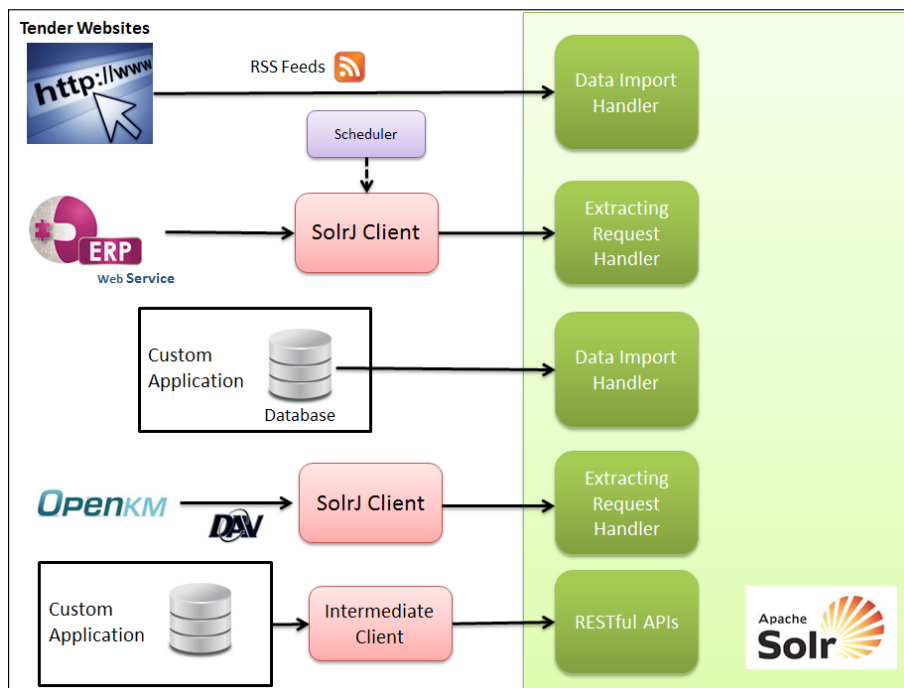 Tender Websites
http://www
RSS Feeds
Data Import
Handler
Scheduler
ERP
Web Service
SolrJ Client
Extracting
Request
Handler
Custom
Application
Database
Data Import
Handler
OPENKM
DAV
SolrJ Client
Extracting
Request
Handler
Custom
Application
Intermediate
Client
RESTful APIs
Apache
Solr